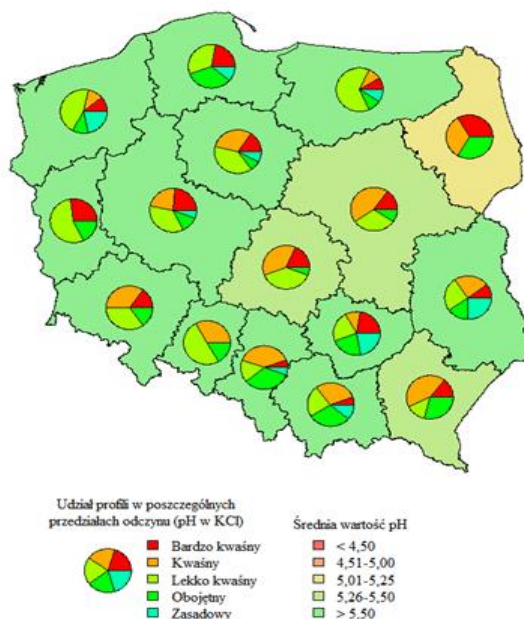 Udział profili w poszczególnych
przedziałach odczynu (pH w KCl)
Bardzo kwaśny
Kwaśny
Lekko kwaśny
Obojętny
Zasadowy
Średnia wartość pH
< 4,50
4,51-5,00
5,01-5,25
5,26-5,50
> 5,50